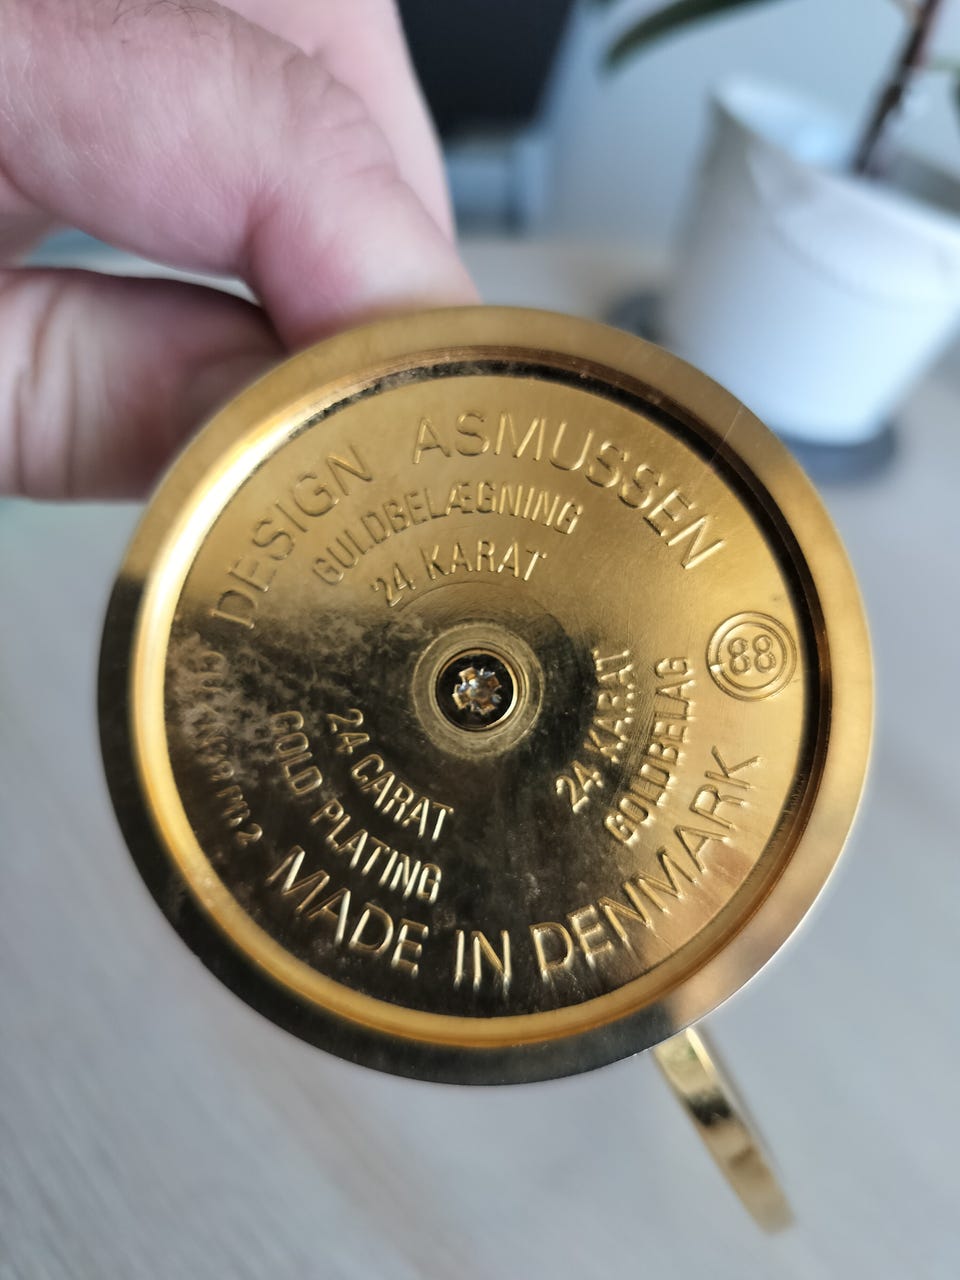 DESIGN ASMUSSEN
GULDBELÆGNING
24 KARAT
88
24 KARAT
GOLDBELAG
24 CARAT
GOLD PLATING
MADE IN DENMARK